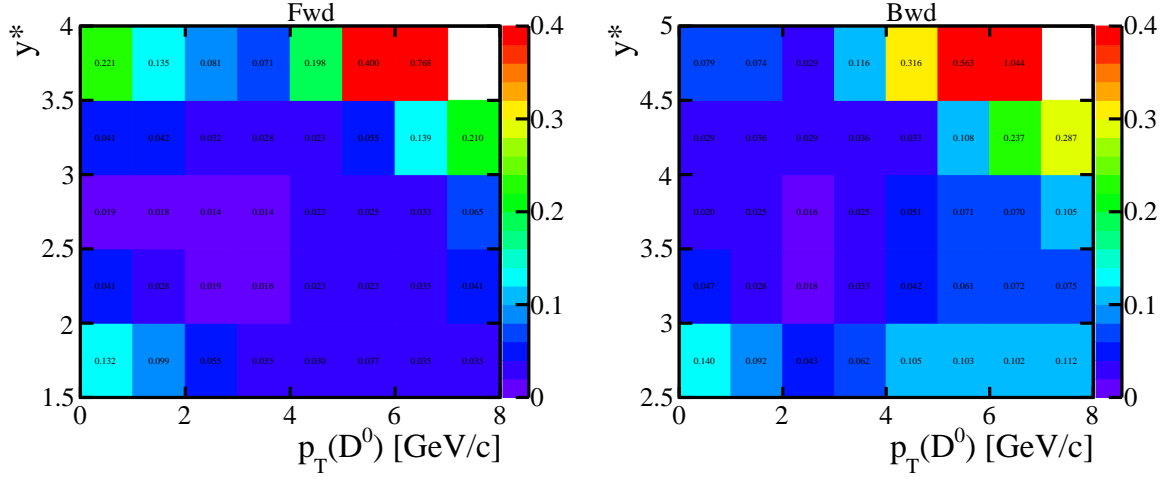 Fwd
y*
4
0.221 0.135 0.081 0.071 0.198 0.400 0.768
3.5
0.041 0.042 0.032 0.028 0.023 0.055 0.139 0.210
3
0.019 0.018 0.014 0.014 0.023 0.025 0.033 0.065
2.5
0.041 0.028 0.019 0.016 0.023 0.023 0.035 0.041
2
0.132 0.099 0.055 0.035 0.030 0.037 0.035 0.035
1.5
0 2 4 6 8
p_T(D^0) [GeV/c]
0.4
0.3
0.2
0.1
0
Bwd
y*
5
0.079 0.074 0.029 0.116 0.316 0.563 1.044
4.5
0.029 0.036 0.029 0.036 0.033 0.108 0.237 0.287
4
0.020 0.025 0.016 0.025 0.051 0.071 0.070 0.105
3.5
0.047 0.028 0.018 0.033 0.042 0.061 0.072 0.075
3
0.140 0.092 0.043 0.062 0.105 0.103 0.102 0.112
2.5
0 2 4 6 8
p_T(D^0) [GeV/c]
0.4
0.3
0.2
0.1
0